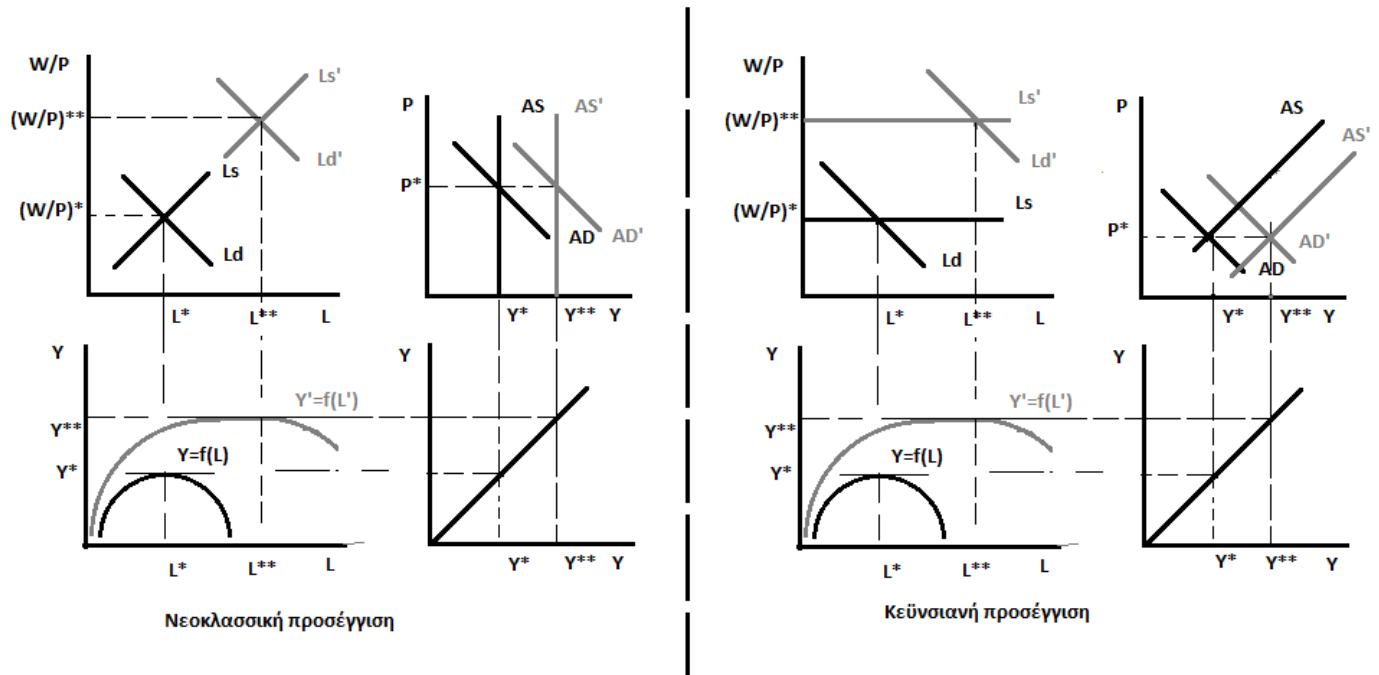 W/P
(W/P)**
(W/P)*
Ls'
Ld'
Ls
Ld
L*
L**
L
P
P*
AS
AS'
AD
AD'
Y*
Y**
Y
Y
Y**
Y*
Y'=f(L')
Y=f(L)
L*
L**
L
Y
Y*
Y**
Y
Νεοκλασσική προσέγγιση
W/P
(W/P)**
(W/P)*
Ls'
Ld'
Ls
Ld
L*
L**
L
P
P*
AS
AS'
AD'
AD
Y*
Y**
Y
Y
Y**
Y*
Y'=f(L')
Y=f(L)
L*
L**
L
Y
Y*
Y**
Y
Κεϋνσιανή προσέγγιση